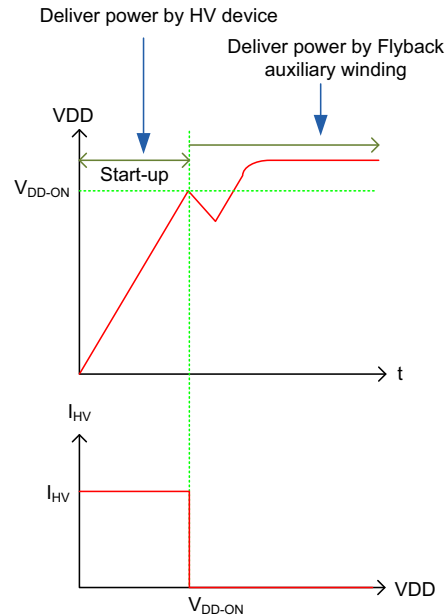 Deliver power by HV device
Deliver power by Flyback
auxiliary winding
VDD
Start-up
VDD-ON
t
IHV
IHV
VDD
VDD-ON